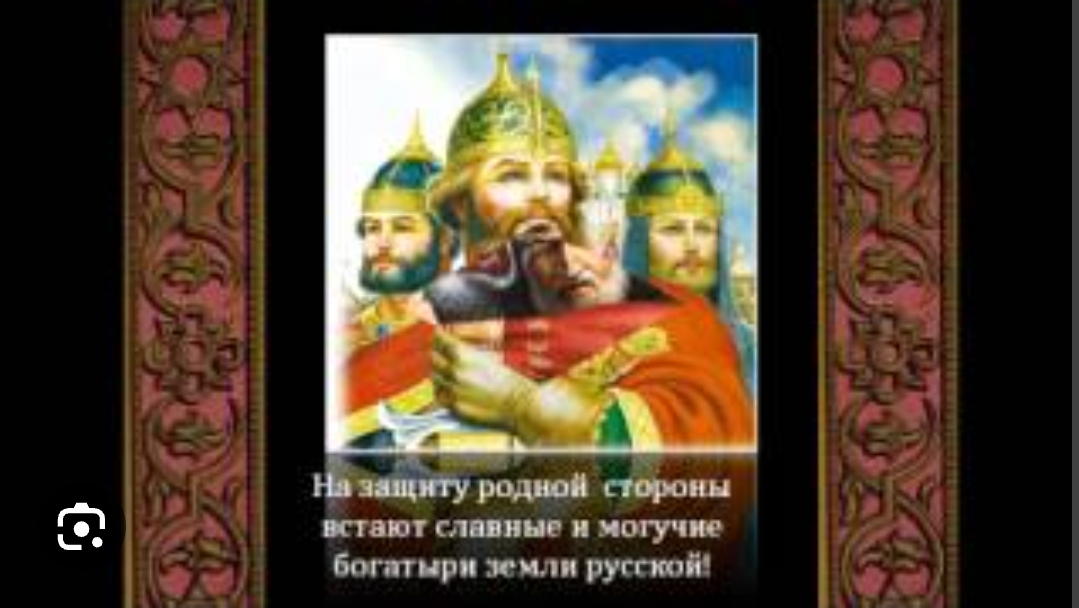 На защиту родной стороны
встают славные и могучие
богатыри земли русской!